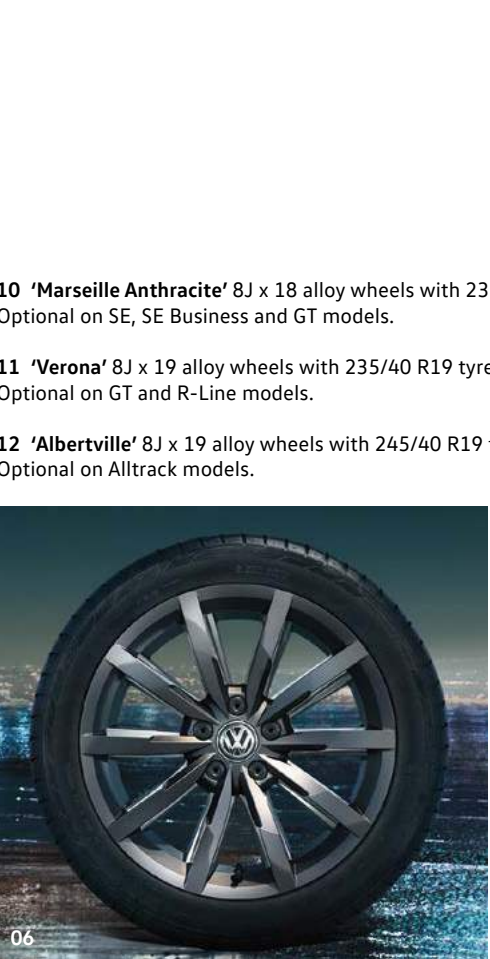 10 ‘Marseille Anthracite’ 8J x 18 alloy wheels with 23
Optional on SE, SE Business and GT models.
11 ‘Verona’ 8J x 19 alloy wheels with 235/40 R19 tyre
Optional on GT and R-Line models.
12 ‘Albertville’ 8J x 19 alloy wheels with 245/40 R19
Optional on Alltrack models.
06